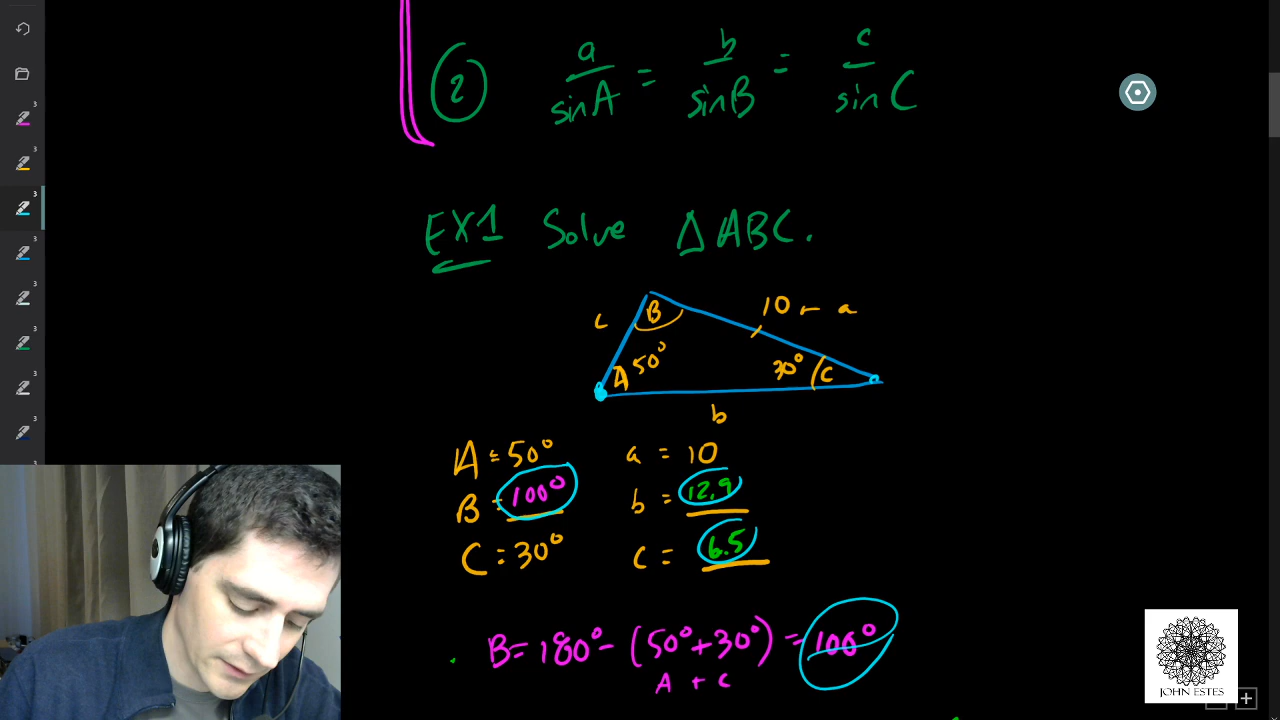 ② a/sinA = b/sinB = c/sinC
EX1 Solve △ABC.
c B 10 ← a
A 50° 30° C
b
A = 50° a = 10
B = 100° b = 12.9
C = 30° c = 6.5
B = 180° - (50° + 30°) = 100°
A + C
JOHN ESTES